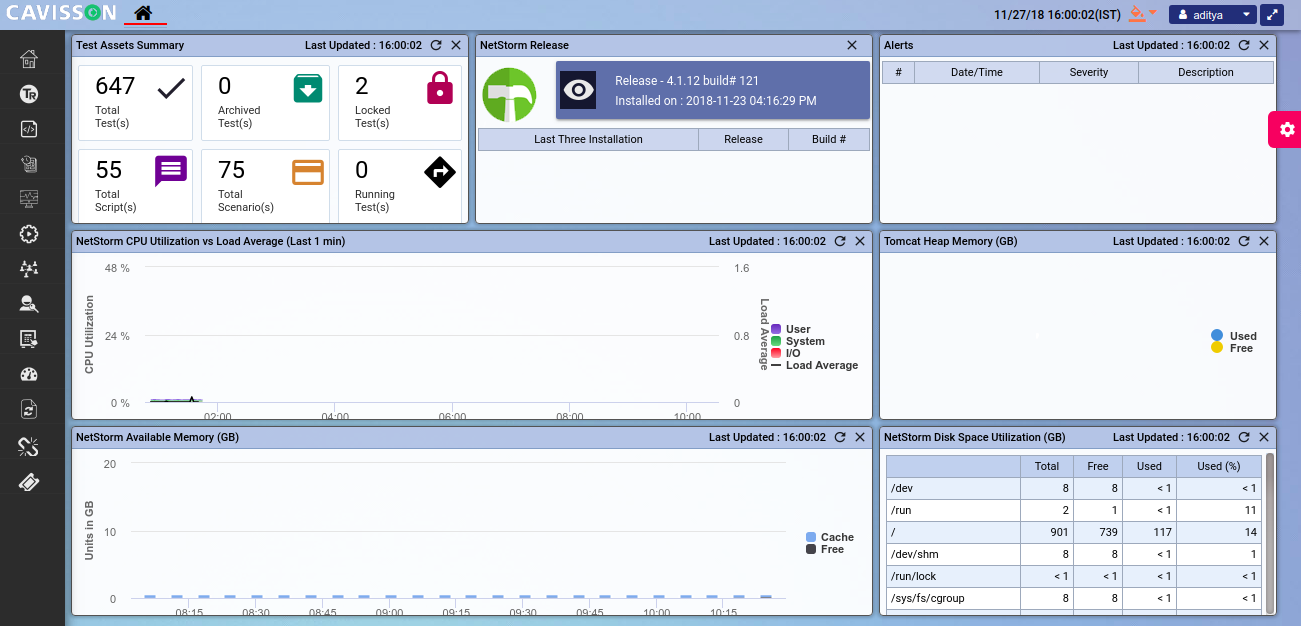 CAVISSON
11/27/18 16:00:02(IST)
aditya
TR
Test Assets Summary
Last Updated : 16:00:02
647
Total
Test(s)
0
Archived
Test(s)
2
Locked
Test(s)
55
Total
Script(s)
75
Total
Scenario(s)
0
Running
Test(s)
NetStorm Release
Release - 4.1.12 build# 121
Installed on : 2018-11-23 04:16:29 PM
Last Three Installation Release Build #
Alerts
Last Updated : 16:00:02
# Date/Time Severity Description
NetStorm CPU Utilization vs Load Average (Last 1 min)
Last Updated : 16:00:02
CPU Utilization
48 %
24 %
0 %
1.6
0.8
0
Load Average
02:00 04:00 06:00 08:00 10:00
User
System
I/O
Load Average
Tomcat Heap Memory (GB)
Last Updated : 16:00:02
Used
Free
NetStorm Available Memory (GB)
Last Updated : 16:00:02
Units in GB
20
10
0
08:15 08:30 08:45 09:00 09:15 09:30 09:45 10:00 10:15
Cache
Free
NetStorm Disk Space Utilization (GB)
Last Updated : 16:00:02
Total Free Used Used (%)
/dev 8 8 < 1 < 1
/run 2 1 < 1 11
/ 901 739 117 14
/dev/shm 8 8 < 1 1
/run/lock < 1 < 1 < 1 < 1
/sys/fs/cgroup 8 8 < 1 < 1